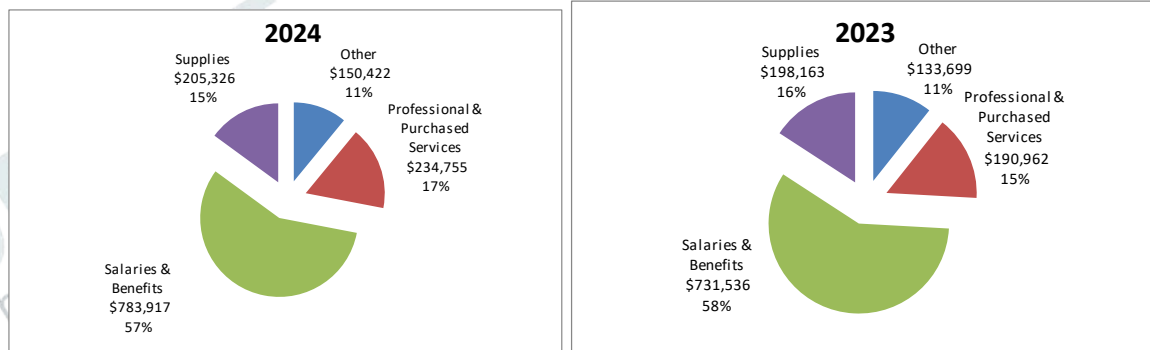 2024
Supplies
$205,326
15%
Other
$150,422
11%
Professional &
Purchased
Services
$234,755
17%
Salaries &
Benefits
$783,917
57%
2023
Supplies
$198,163
16%
Other
$133,699
11%
Professional &
Purchased
Services
$190,962
15%
Salaries &
Benefits
$731,536
58%